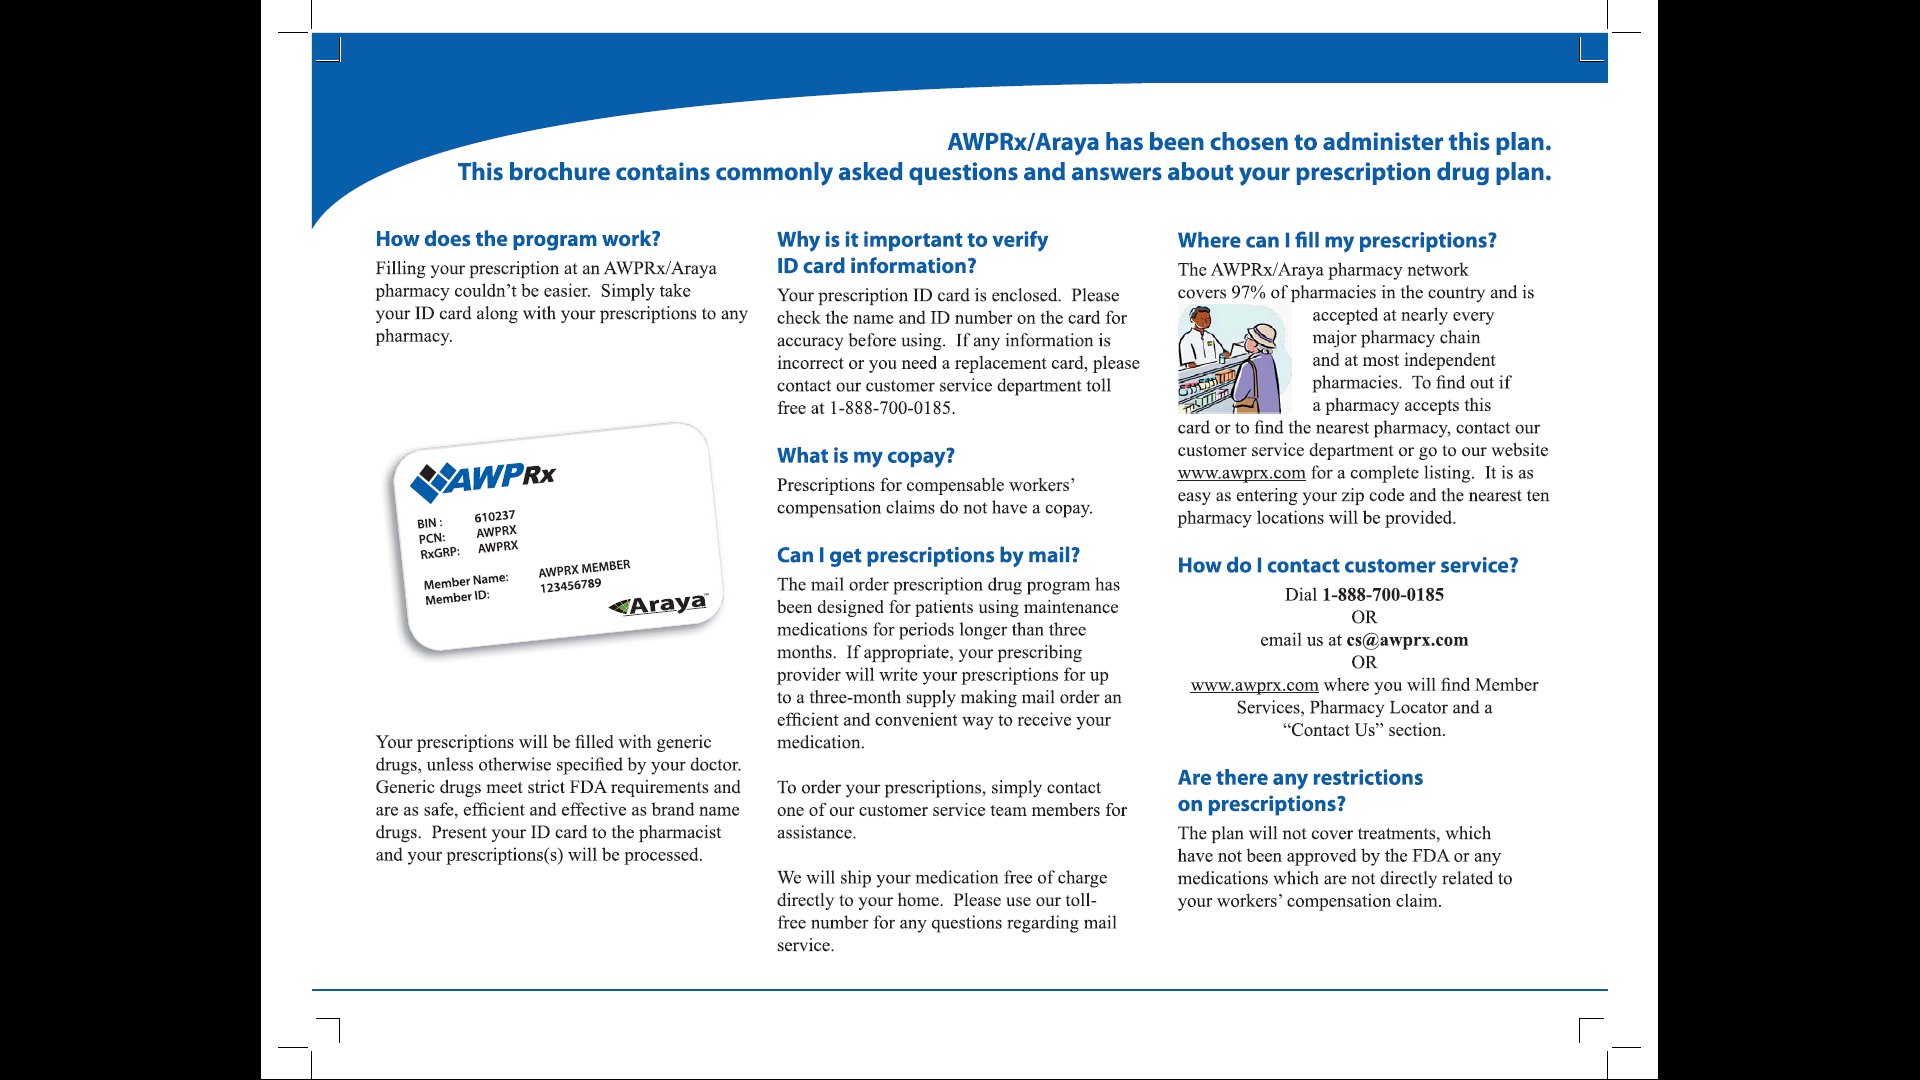 AWPRx/Araya has been chosen to administer this plan.
This brochure contains commonly asked questions and answers about your prescription drug plan.
How does the program work?
Filling your prescription at an AWPRx/Araya
pharmacy couldn't be easier.  Simply take
your ID card along with your prescriptions to any
pharmacy.
AWPRx
BIN : 610237
PCN: AWPRX
RxGRP: AWPRX
Member Name: AWPRX MEMBER
Member ID: 123456789
Araya™
Your prescriptions will be filled with generic
drugs, unless otherwise specified by your doctor.
Generic drugs meet strict FDA requirements and
are as safe, efficient and effective as brand name
drugs.  Present your ID card to the pharmacist
and your prescriptions(s) will be processed.
Why is it important to verify
ID card information?
Your prescription ID card is enclosed.  Please
check the name and ID number on the card for
accuracy before using.  If any information is
incorrect or you need a replacement card, please
contact our customer service department toll
free at 1-888-700-0185.
What is my copay?
Prescriptions for compensable workers'
compensation claims do not have a copay.
Can I get prescriptions by mail?
The mail order prescription drug program has
been designed for patients using maintenance
medications for periods longer than three
months.  If appropriate, your prescribing
provider will write your prescriptions for up
to a three-month supply making mail order an
efficient and convenient way to receive your
medication.
To order your prescriptions, simply contact
one of our customer service team members for
assistance.
We will ship your medication free of charge
directly to your home.  Please use our toll-
free number for any questions regarding mail
service.
Where can I fill my prescriptions?
The AWPRx/Araya pharmacy network
covers 97% of pharmacies in the country and is
accepted at nearly every
major pharmacy chain
and at most independent
pharmacies.  To find out if
a pharmacy accepts this
card or to find the nearest pharmacy, contact our
customer service department or go to our website
www.awprx.com for a complete listing.  It is as
easy as entering your zip code and the nearest ten
pharmacy locations will be provided.
How do I contact customer service?
Dial 1-888-700-0185
OR
email us at cs@awprx.com
OR
www.awprx.com where you will find Member
Services, Pharmacy Locator and a
“Contact Us” section.
Are there any restrictions
on prescriptions?
The plan will not cover treatments, which
have not been approved by the FDA or any
medications which are not directly related to
your workers' compensation claim.